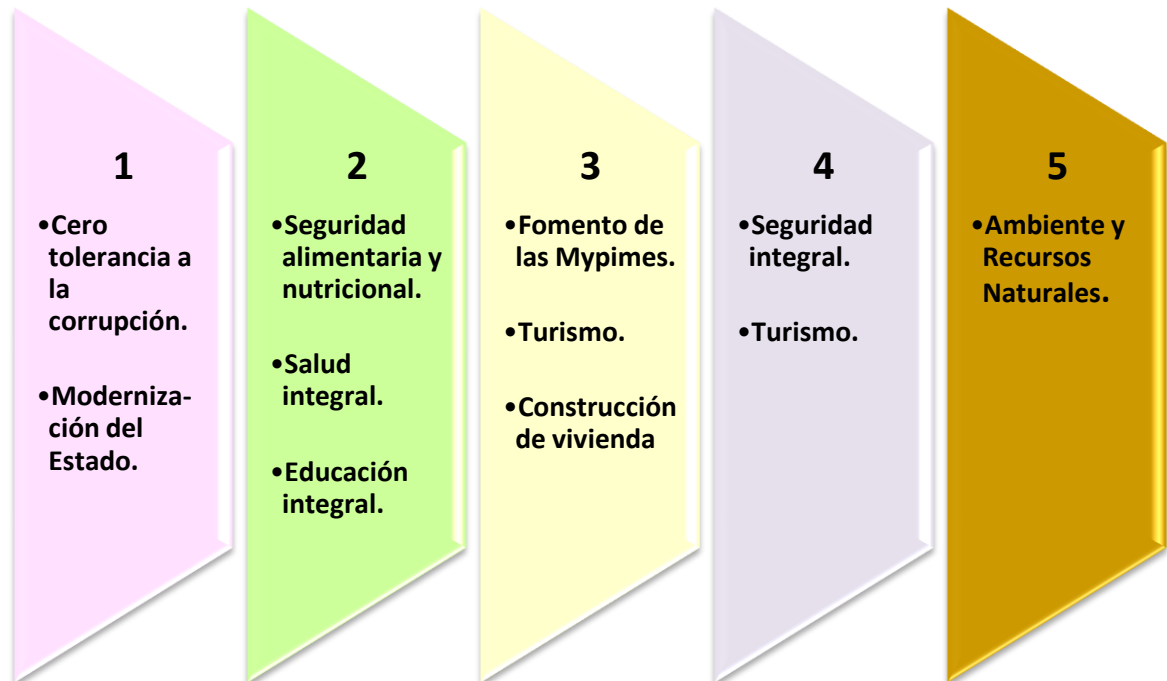 1
•Cero
tolerancia a
la
corrupción.
•Moderniza-
ción del
Estado.
2
•Seguridad
alimentaria y
nutricional.
•Salud
integral.
•Educación
integral.
3
•Fomento de
las Mypimes.
•Turismo.
•Construcción
de vivienda
4
•Seguridad
integral.
•Turismo.
5
•Ambiente y
Recursos
Naturales.